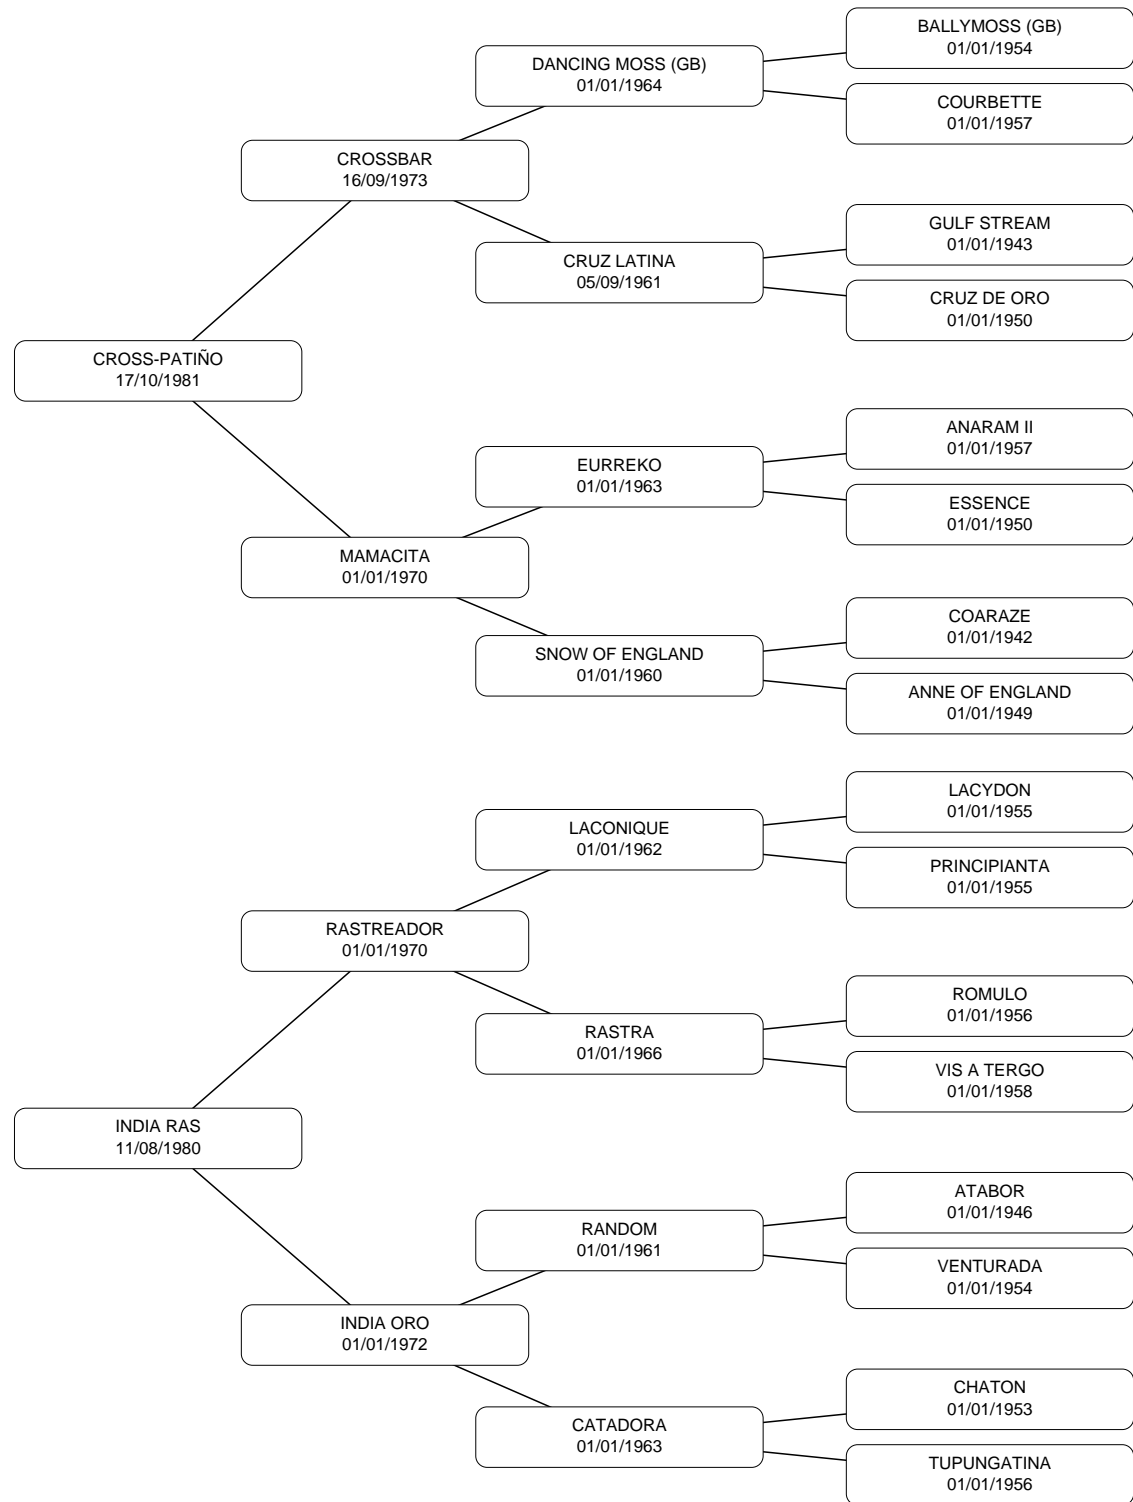 BALLYMOSS (GB)
01/01/1954
DANCING MOSS (GB)
01/01/1964
COURBETTE
01/01/1957
CROSSBAR
16/09/1973
GULF STREAM
01/01/1943
CRUZ LATINA
05/09/1961
CRUZ DE ORO
01/01/1950
CROSS-PATIÑO
17/10/1981
ANARAM II
01/01/1957
EURREKO
01/01/1963
ESSENCE
01/01/1950
MAMACITA
01/01/1970
COARAZE
01/01/1942
SNOW OF ENGLAND
01/01/1960
ANNE OF ENGLAND
01/01/1949
LACYDON
01/01/1955
LACONIQUE
01/01/1962
PRINCIPIANTA
01/01/1955
RASTREADOR
01/01/1970
ROMULO
01/01/1956
RASTRA
01/01/1966
VIS A TERGO
01/01/1958
INDIA RAS
11/08/1980
ATABOR
01/01/1946
RANDOM
01/01/1961
VENTURADA
01/01/1954
INDIA ORO
01/01/1972
CHATON
01/01/1953
CATADORA
01/01/1963
TUPUNGATINA
01/01/1956